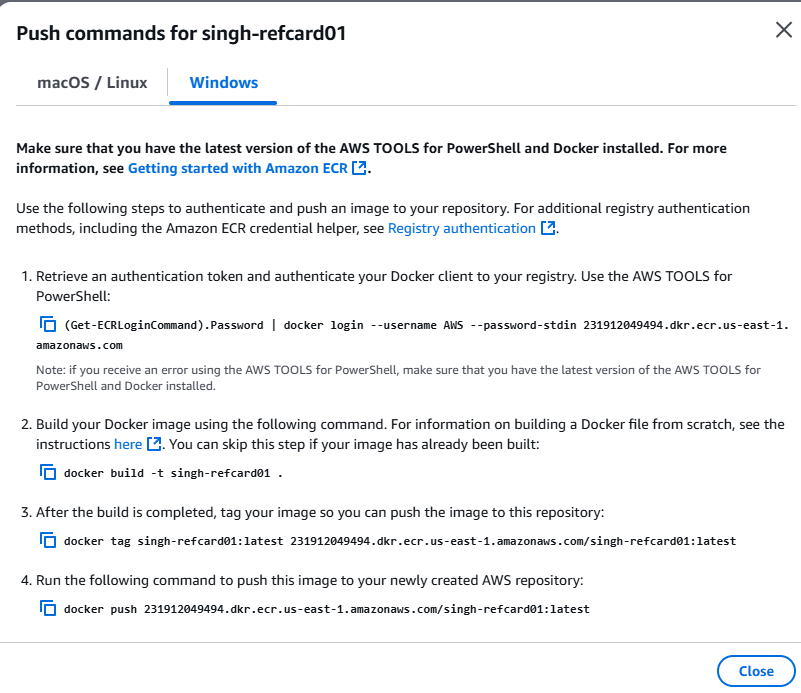 Push commands for singh-refcard01
macOS / Linux
Windows
Make sure that you have the latest version of the AWS TOOLS for PowerShell and Docker installed. For more
information, see Getting started with Amazon ECR.
Use the following steps to authenticate and push an image to your repository. For additional registry authentication
methods, including the Amazon ECR credential helper, see Registry authentication.
1. Retrieve an authentication token and authenticate your Docker client to your registry. Use the AWS TOOLS for
PowerShell:
(Get-ECRLoginCommand).Password | docker login --username AWS --password-stdin 231912049494.dkr.ecr.us-east-1.
amazonaws.com
Note: if you receive an error using the AWS TOOLS for PowerShell, make sure that you have the latest version of the AWS TOOLS for
PowerShell and Docker installed.
2. Build your Docker image using the following command. For information on building a Docker file from scratch, see the
instructions here. You can skip this step if your image has already been built:
docker build -t singh-refcard01 .
3. After the build is completed, tag your image so you can push the image to this repository:
docker tag singh-refcard01:latest 231912049494.dkr.ecr.us-east-1.amazonaws.com/singh-refcard01:latest
4. Run the following command to push this image to your newly created AWS repository:
docker push 231912049494.dkr.ecr.us-east-1.amazonaws.com/singh-refcard01:latest
Close